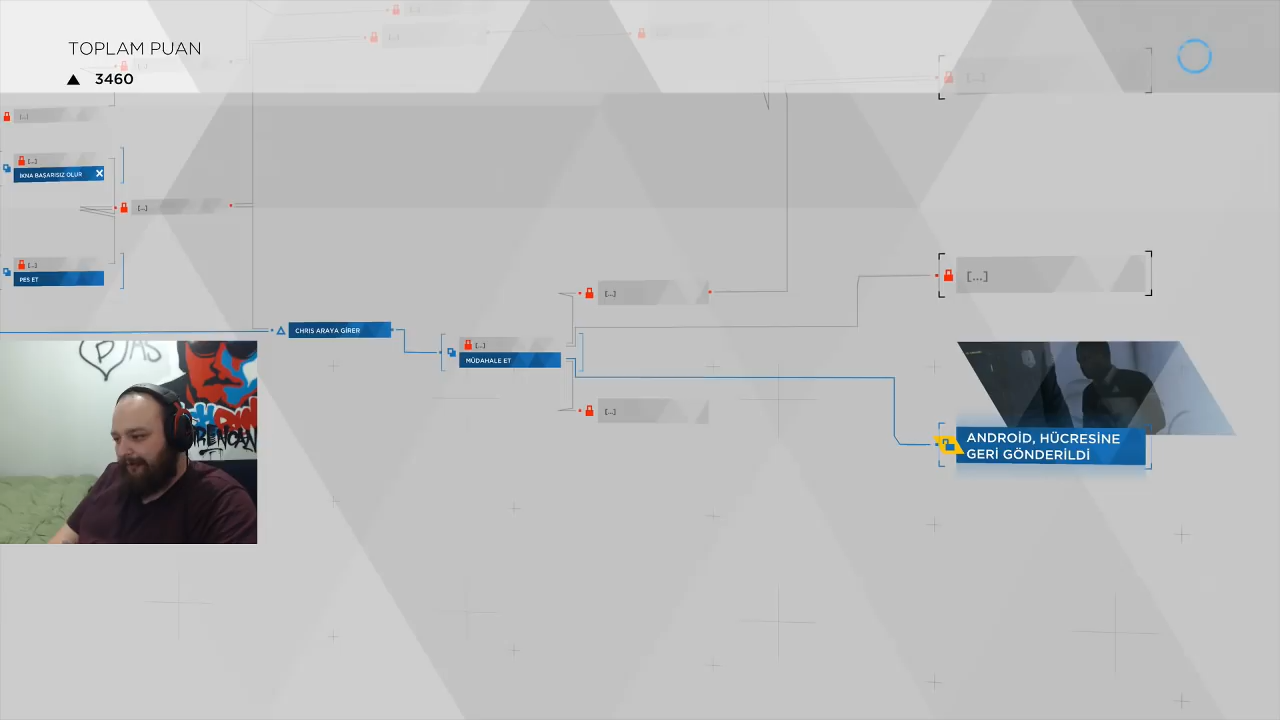 TOPLAM PUAN
3460
[...]
[...]
[...]
[...]
[...]
[...]
[...]
[...]
İKNA BAŞARISIZ OLUR
[...]
[...]
PES ET
[...]
[...]
CHRIS ARAYA GİRER
[...]
MÜDAHALE ET
[...]
ANDROİD, HÜCRESİNE
GERİ GÖNDERİLDİ